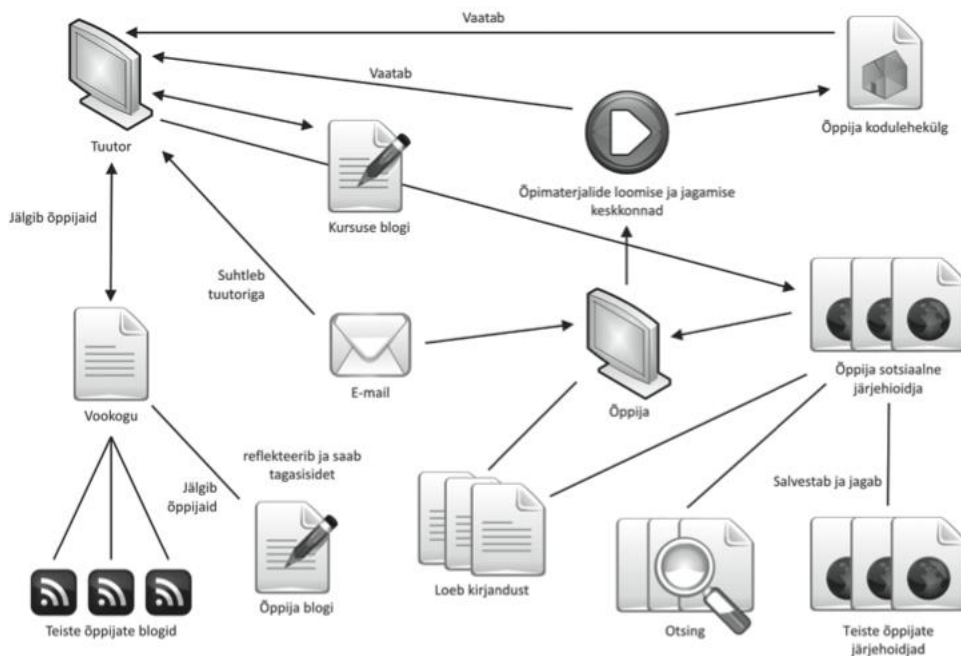 Vaatab
Vaatab
Õppija kodulehekülg
Tuutor
Õpimaterjalide loomise ja jagamise
keskkonnad
Jälgib õppijaid
Kursuse blogi
Suhtleb
tuutoriga
E-mail
Õppija
Õppija sotsiaalne
järjehioidja
Vookogu
reflekteerib ja saab
tagasisidet
Jälgib
õppijaid
Salvestab ja jagab
Loeb kirjandust
Õppija blogi
Teiste õppijate blogid
Otsing
Teiste õppijate
järjehoidjad